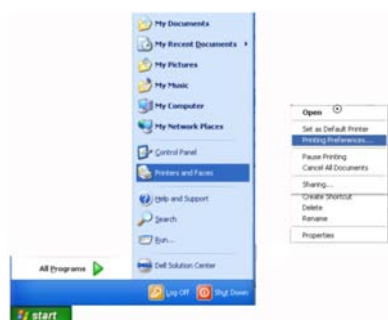 My Documents
My Recent Documents
My Pictures
My Music
My Computer
My Network Places
Control Panel
Printers and Faxes
Help and Support
Search
Run...
All Programs
Dell Solution Center
Log Off
Shut Down
start
Open
Set as Default Printer
Printing Preferences...
Pause Printing
Cancel All Documents
Sharing...
Create Shortcut
Delete
Rename
Properties